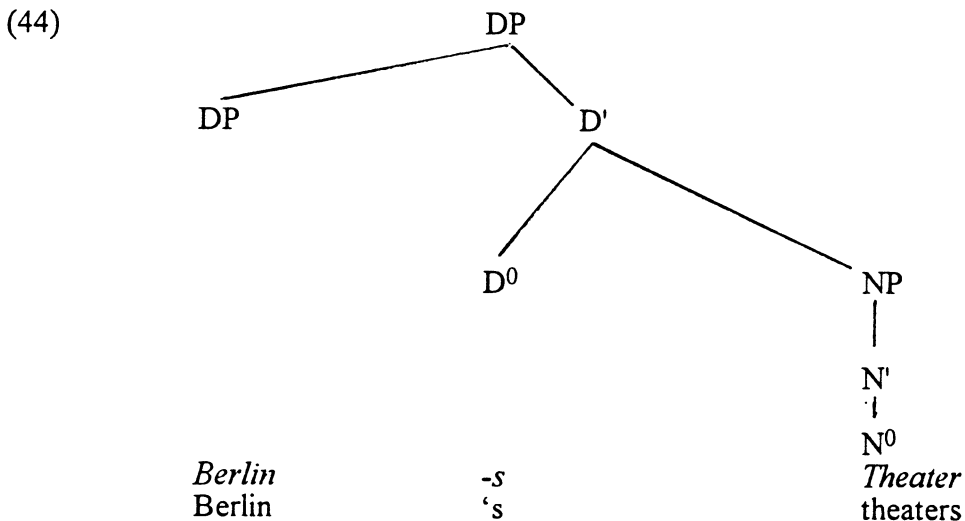 (44)
DP
DP D'
D⁰ NP
N'
N⁰
Berlin -s Theater
Berlin ‘s theaters